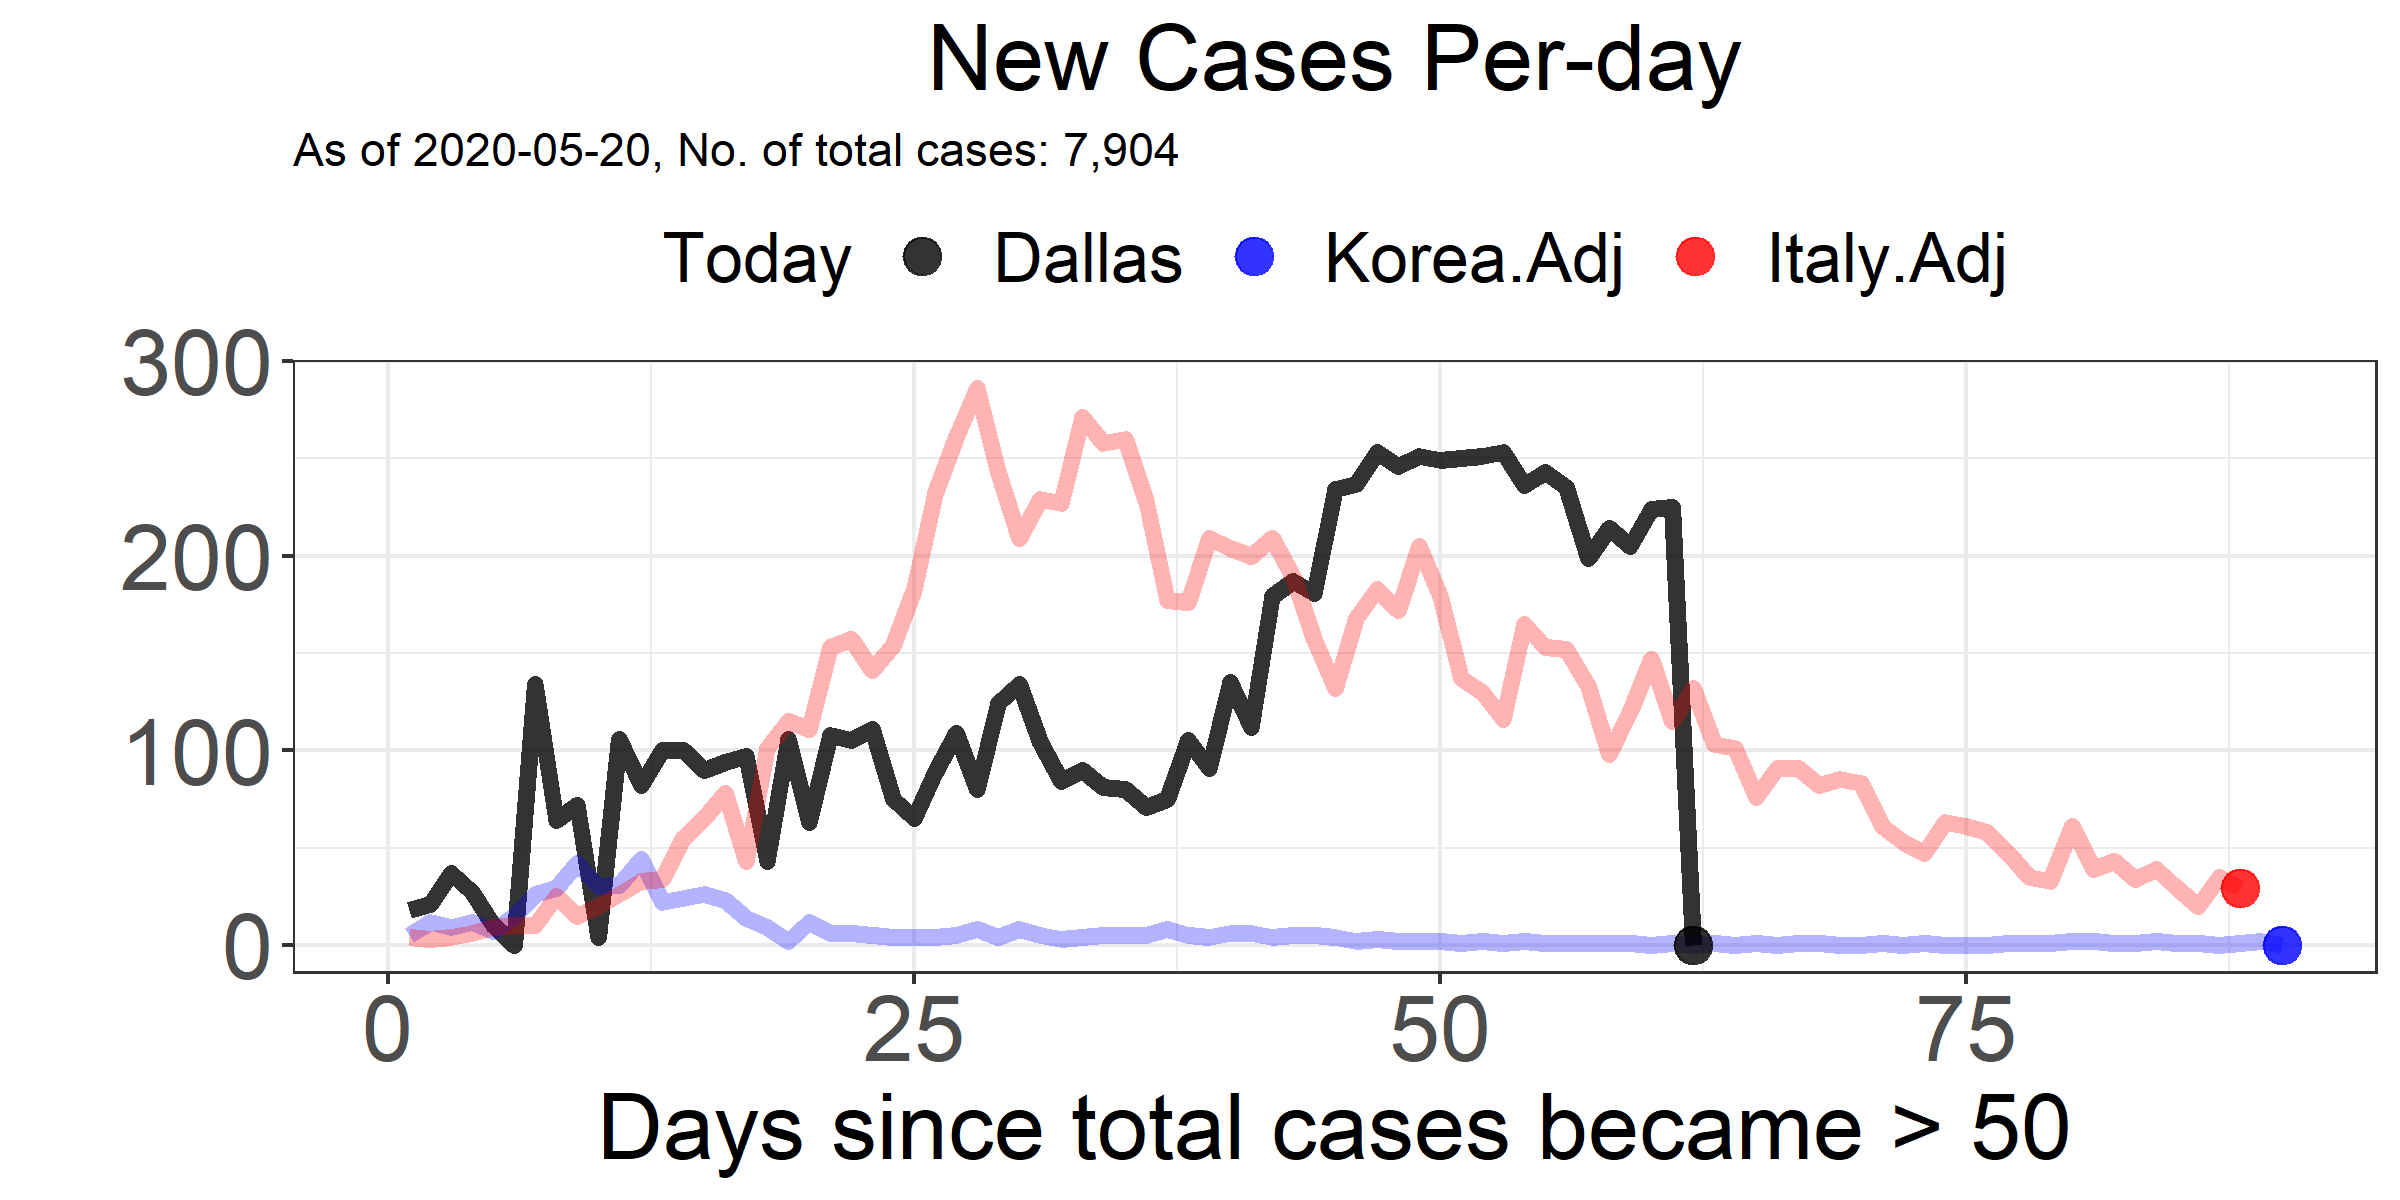 New Cases Per-day
As of 2020-05-20, No. of total cases: 7,904
Today Dallas Korea.Adj Italy.Adj
300
200
100
0
0 25 50 75
Days since total cases became > 50